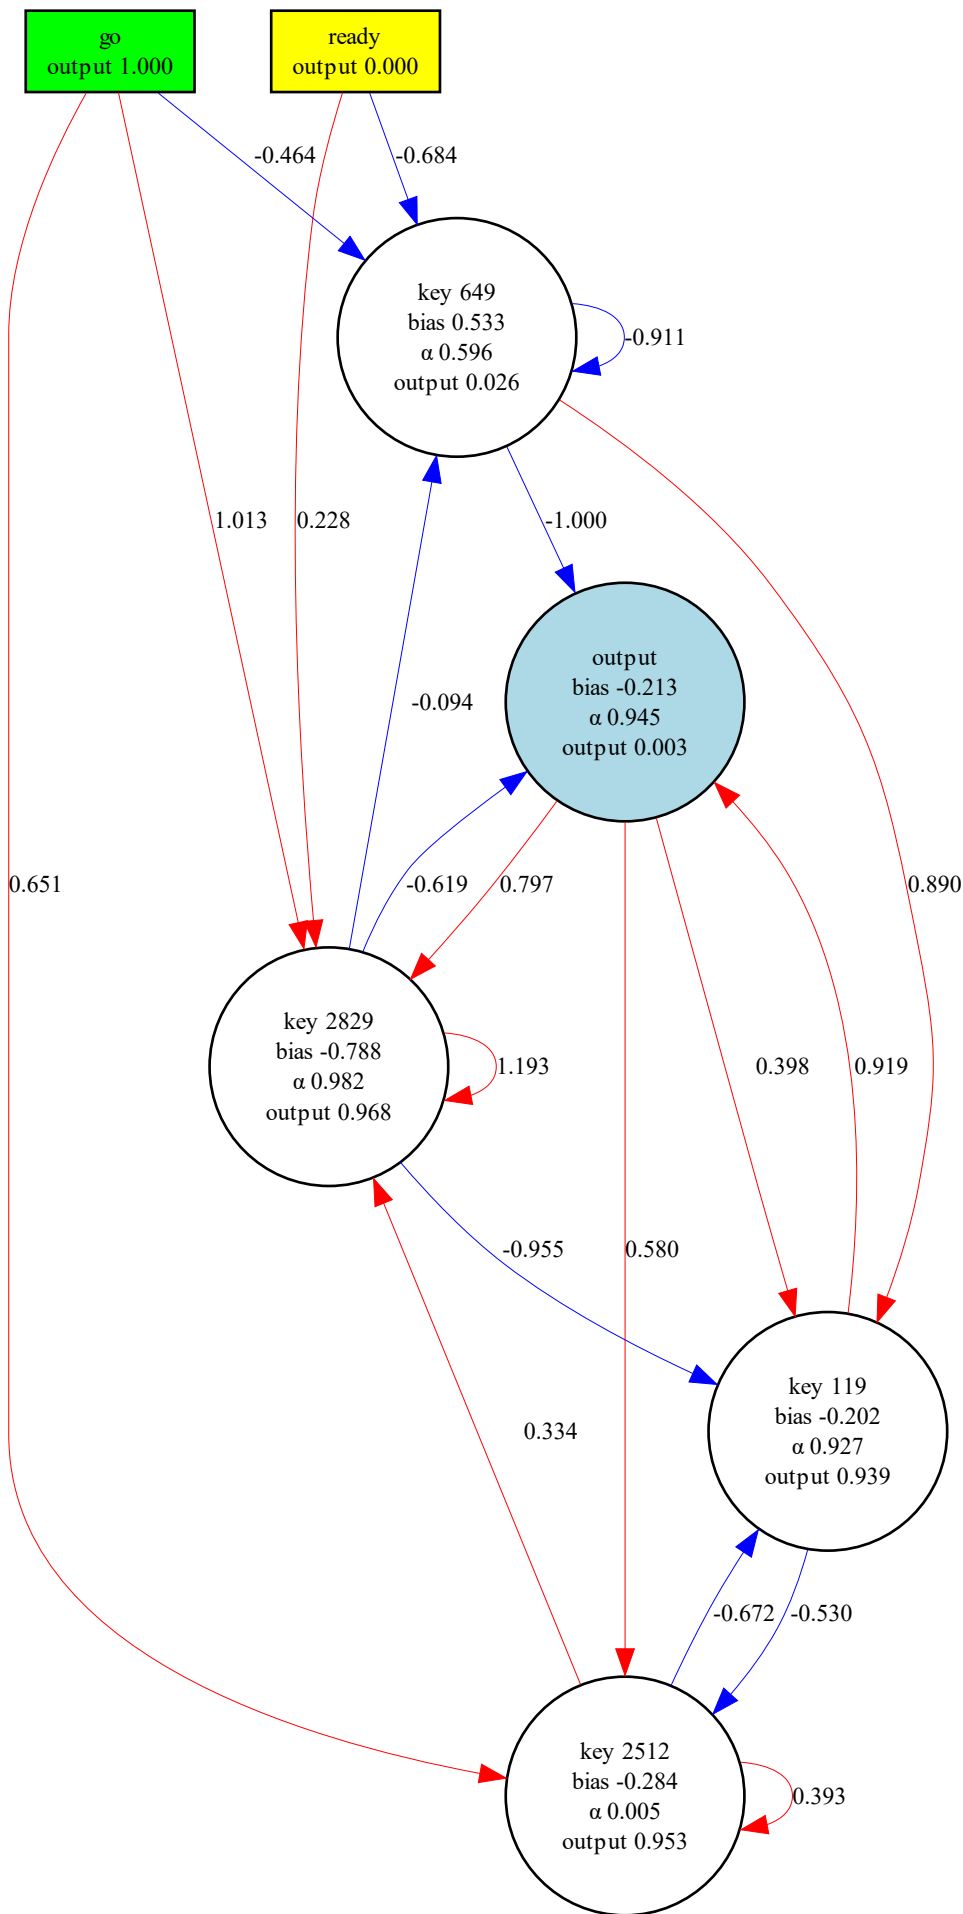 go
output 1.000
ready
output 0.000
-0.464
-0.684
key 649
bias 0.533
α 0.596
output 0.026
-0.911
1.013
0.228
-1.000
output
bias -0.213
α 0.945
output 0.003
-0.094
0.651
-0.619
0.797
0.890
key 2829
bias -0.788
α 0.982
output 0.968
1.193
0.398
0.919
-0.955
0.580
key 119
bias -0.202
α 0.927
output 0.939
0.334
-0.672
-0.530
key 2512
bias -0.284
α 0.005
output 0.953
0.393